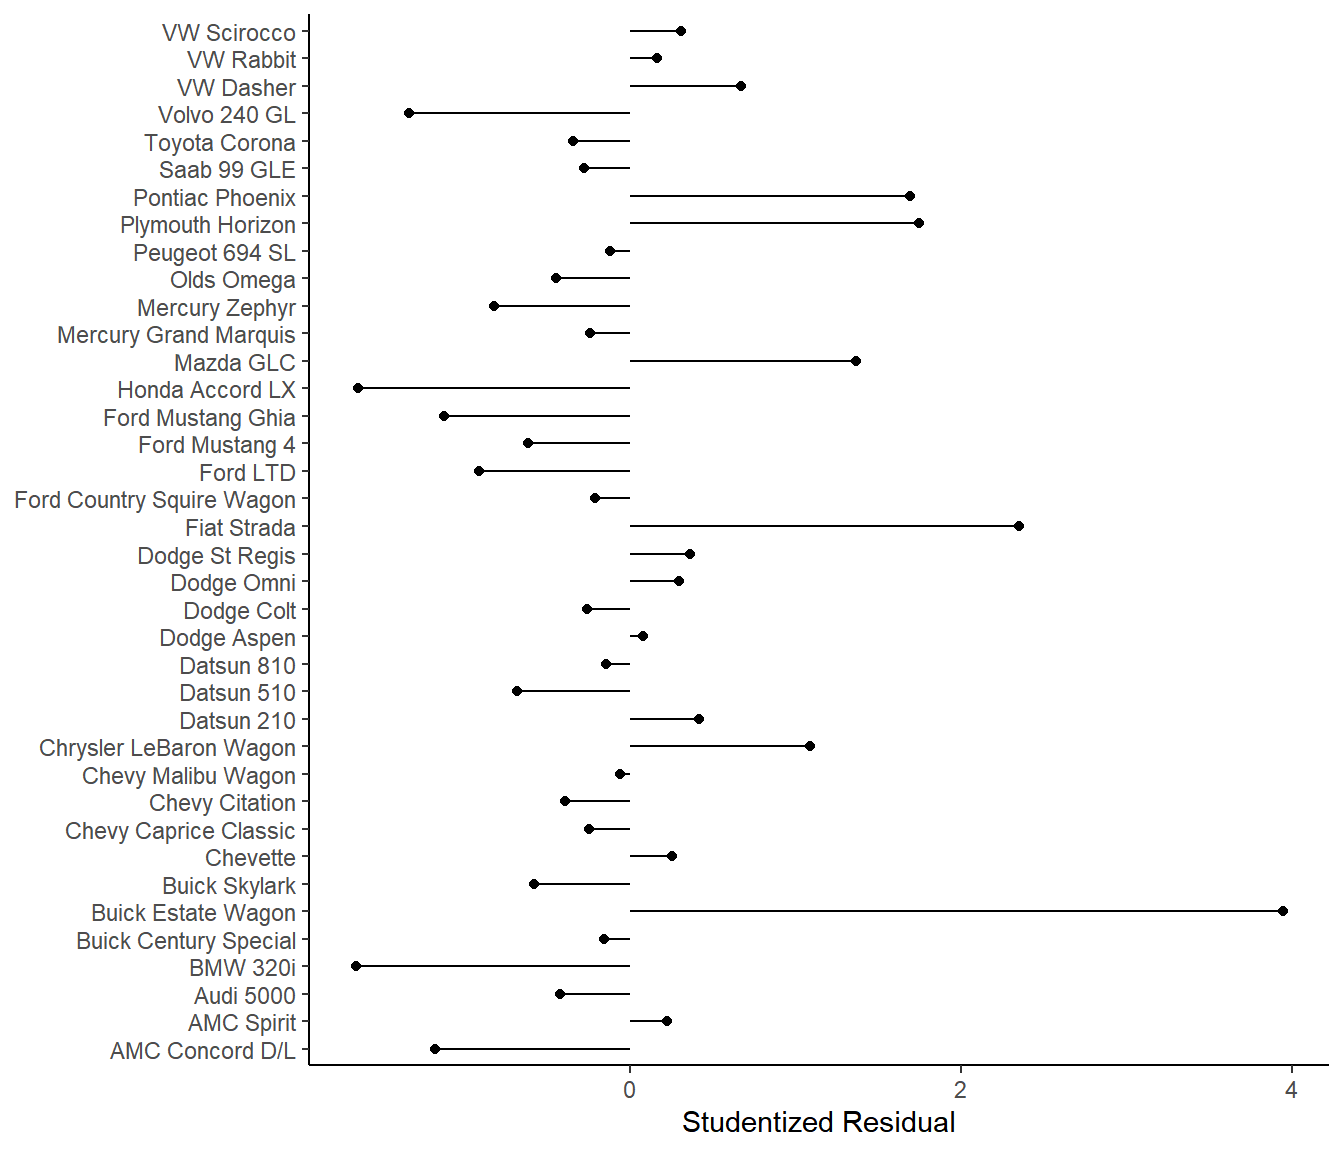 VW Scirocco
VW Rabbit
VW Dasher
Volvo 240 GL
Toyota Corona
Saab 99 GLE
Pontiac Phoenix
Plymouth Horizon
Peugeot 694 SL
Olds Omega
Mercury Zephyr
Mercury Grand Marquis
Mazda GLC
Honda Accord LX
Ford Mustang Ghia
Ford Mustang 4
Ford LTD
Ford Country Squire Wagon
Fiat Strada
Dodge St Regis
Dodge Omni
Dodge Colt
Dodge Aspen
Datsun 810
Datsun 510
Datsun 210
Chrysler LeBaron Wagon
Chevy Malibu Wagon
Chevy Citation
Chevy Caprice Classic
Chevette
Buick Skylark
Buick Estate Wagon
Buick Century Special
BMW 320i
Audi 5000
AMC Spirit
AMC Concord D/L
0 2 4
Studentized Residual